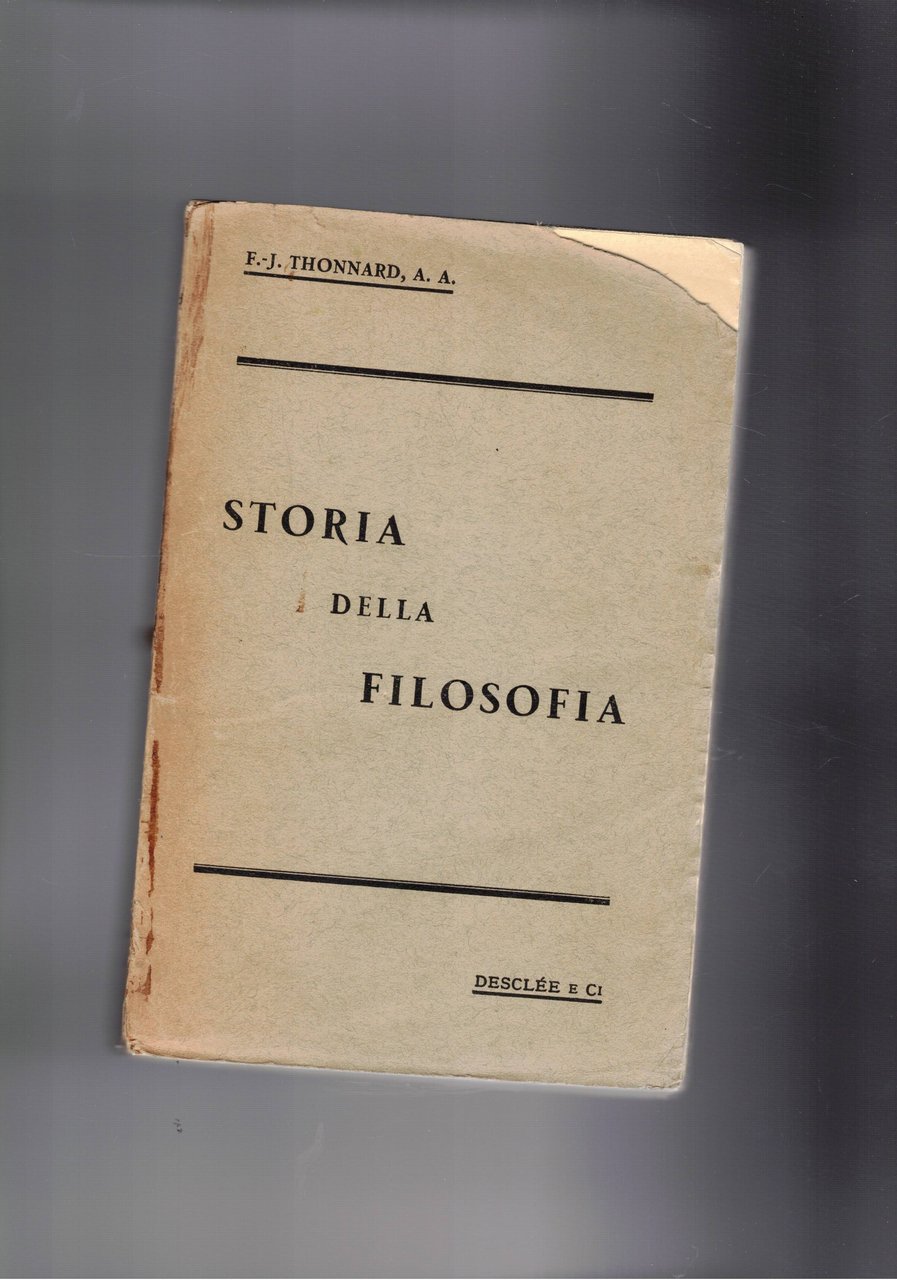 F.-J. THONNARD, A. A.
STORIA
DELLA
FILOSOFIA
DESCLÉE E CI